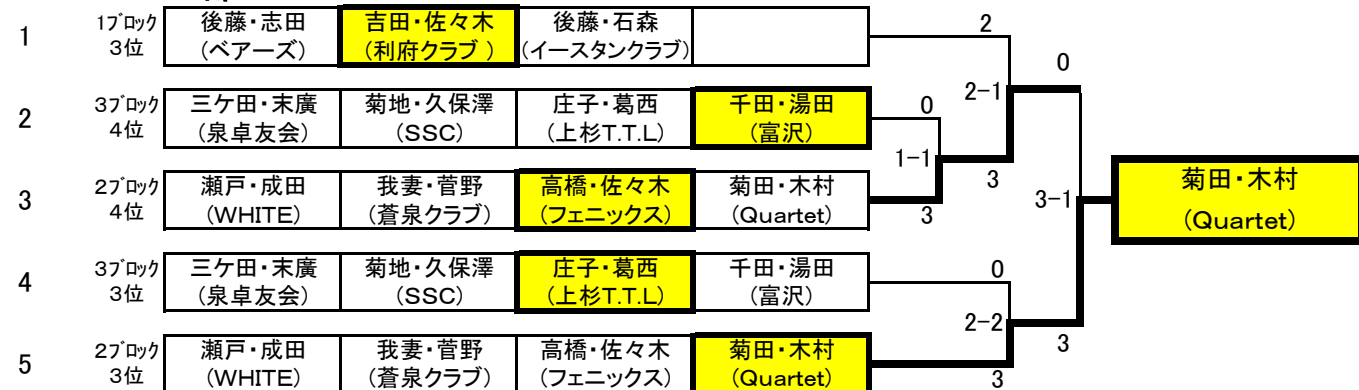 1 1ブロック 後藤・志田 吉田・佐々木 後藤・石森 2
3位 (ベアーズ) (利府クラブ ) (イースタンクラブ)
0
2-1
2 3ブロック 三ケ田・末廣 菊地・久保澤 庄子・葛西 千田・湯田 0
4位 (泉卓友会) (SSC) (上杉T.T.L) (富沢)
1-1
3
3 2ブロック 瀬戸・成田 我妻・菅野 高橋・佐々木 菊田・木村
4位 (WHITE) (蒼泉クラブ) (フェニックス) (Quartet) 3
3-1
菊田・木村
(Quartet)
4 3ブロック 三ケ田・末廣 菊地・久保澤 庄子・葛西 千田・湯田 0
3位 (泉卓友会) (SSC) (上杉T.T.L) (富沢)
2-2
3
5 2ブロック 瀬戸・成田 我妻・菅野 高橋・佐々木 菊田・木村
3位 (WHITE) (蒼泉クラブ) (フェニックス) (Quartet) 3